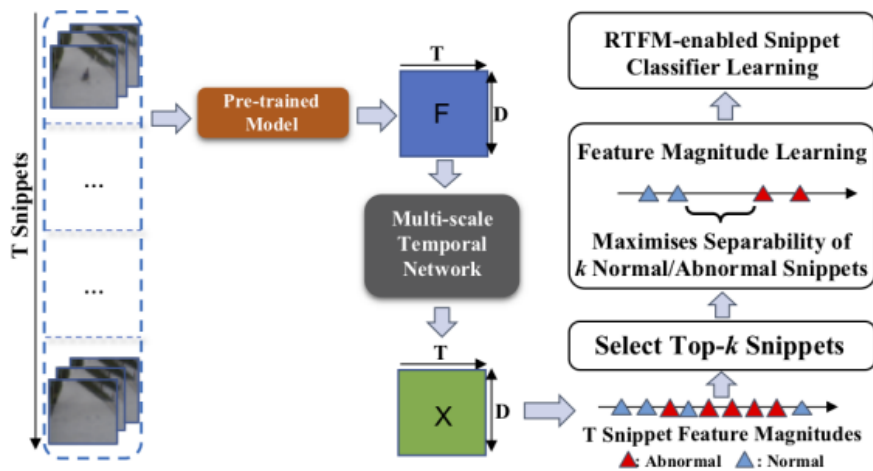 T Snippets
...
...
Pre-trained
Model
T
F
D
Multi-scale
Temporal
Network
T
X
D
RTFM-enabled Snippet
Classifier Learning
Feature Magnitude Learning
Maximises Separability of
k Normal/Abnormal Snippets
Select Top-k Snippets
T Snippet Feature Magnitudes
: Abnormal : Normal